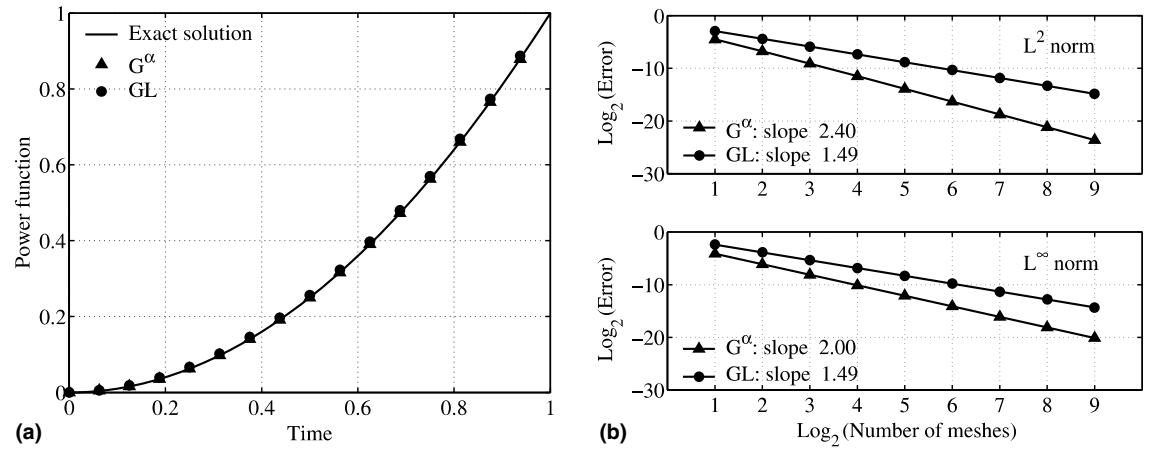 1
0.8
0.6
0.4
0.2
0
Power function
Exact solution
G^α
GL
0 0.2 0.4 0.6 0.8 1
Time
(a)
0
−10
−20
−30
Log_2(Error)
L^2 norm
G^α: slope 2.40
GL: slope 1.49
1 2 3 4 5 6 7 8 9
0
−10
−20
−30
Log_2(Error)
L^∞ norm
G^α: slope 2.00
GL: slope 1.49
1 2 3 4 5 6 7 8 9
Log_2(Number of meshes)
(b)